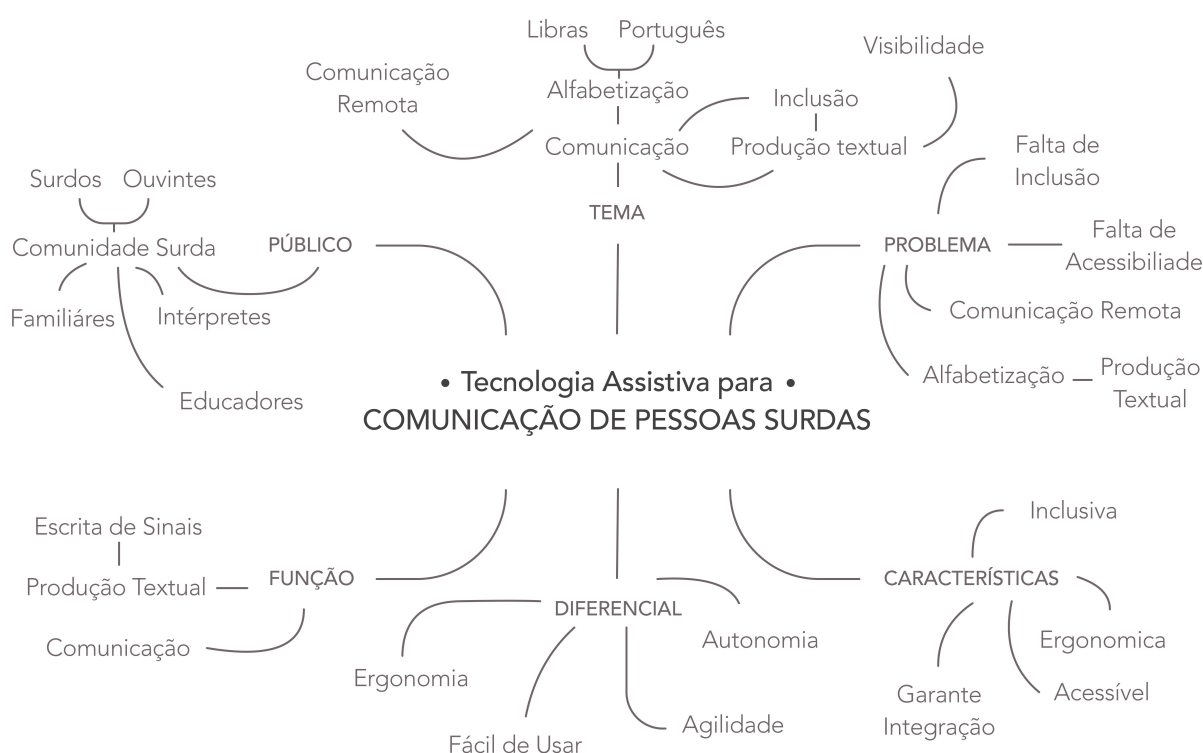 Libras
Português
Visibilidade
Comunicação
Remota
Alfabetização
Inclusão
Comunicação
Produção textual
Falta de
Inclusão
Surdos
Ouvintes
TEMA
Comunidade Surda
PÚBLICO
PROBLEMA
Falta de
Acessibiliade
Familiáres
Intérpretes
Comunicação Remota
Educadores
Alfabetização
Produção
Textual
• Tecnologia Assistiva para •
COMUNICAÇÃO DE PESSOAS SURDAS
Escrita de Sinais
Inclusiva
Produção Textual
FUNÇÃO
DIFERENCIAL
CARACTERÍSTICAS
Comunicação
Ergonomia
Autonomia
Ergonomica
Fácil de Usar
Agilidade
Garante
Integração
Acessível